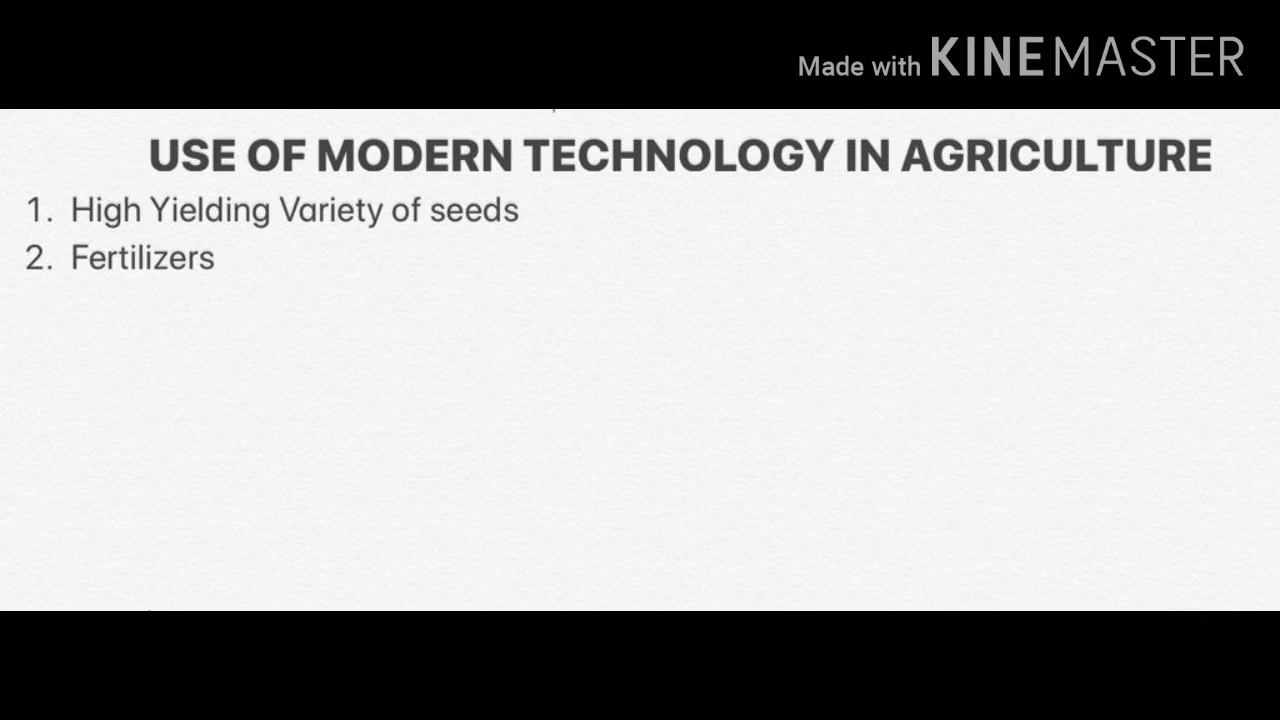 Made with KINEMASTER
USE OF MODERN TECHNOLOGY IN AGRICULTURE
1. High Yielding Variety of seeds
2. Fertilizers